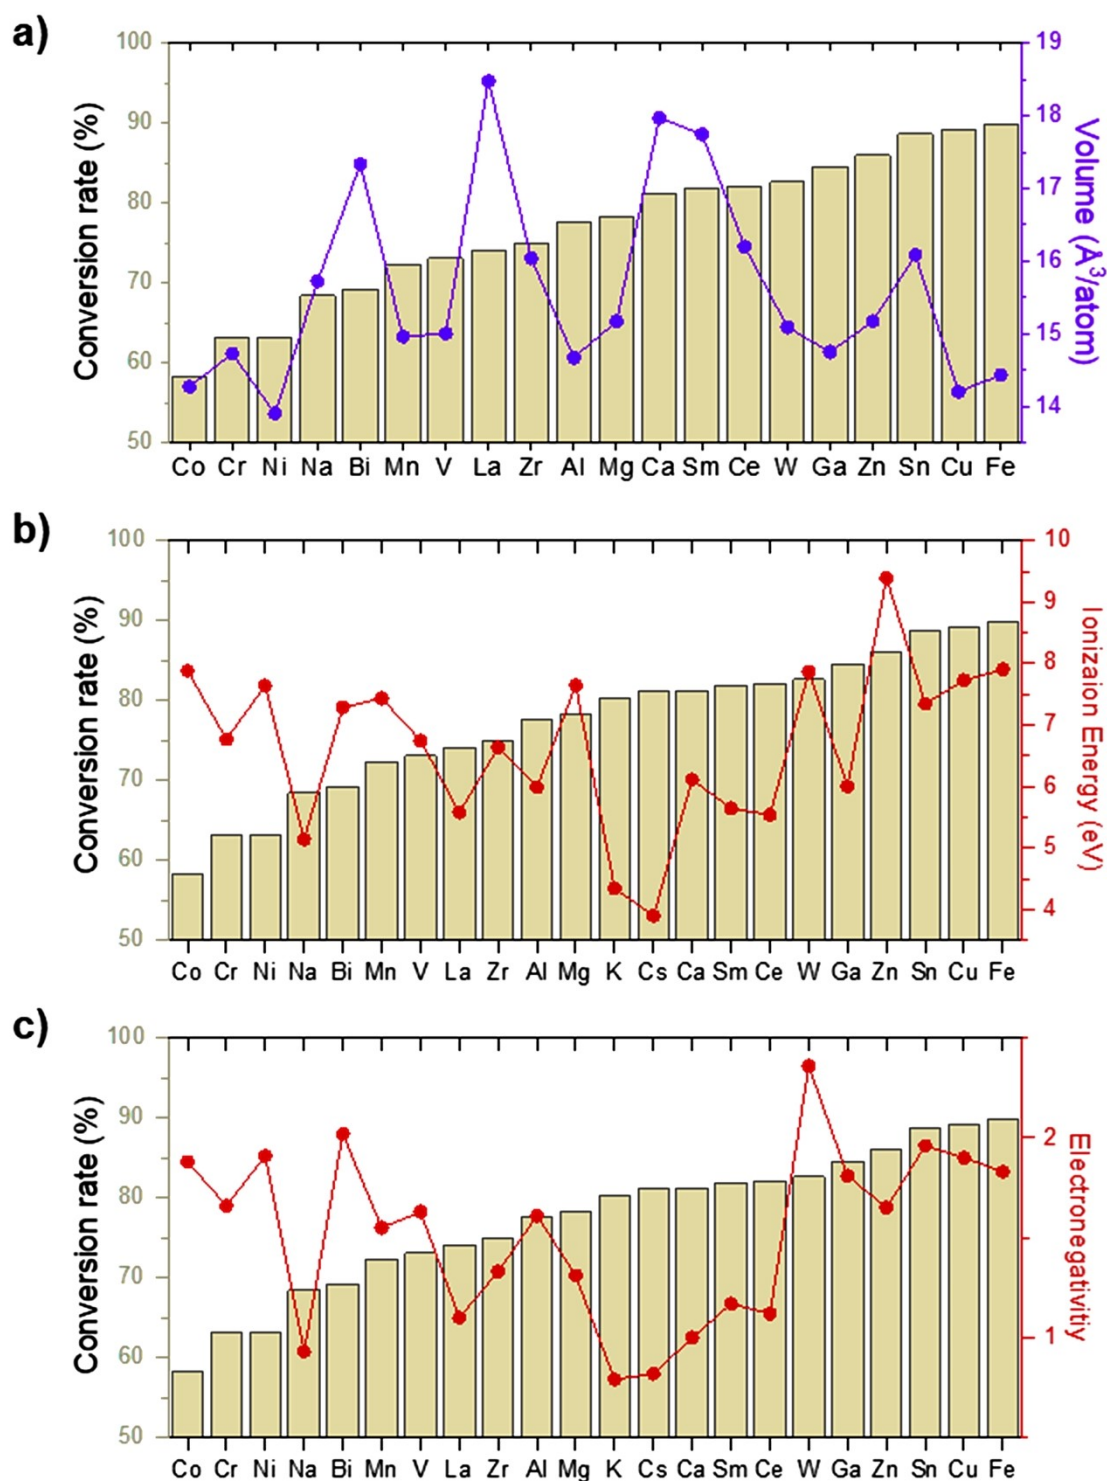 a)
Conversion rate (%)
100
90
80
70
60
50
19
18
17
16
15
14
Volume (Å³/atom)
Co Cr Ni Na Bi Mn V La Zr Al Mg Ca Sm Ce W Ga Zn Sn Cu Fe
b)
Conversion rate (%)
100
90
80
70
60
50
10
9
8
7
6
5
4
Ionizaion Energy (eV)
Co Cr Ni Na Bi Mn V La Zr Al Mg K Cs Ca Sm Ce W Ga Zn Sn Cu Fe
c)
Conversion rate (%)
100
90
80
70
60
50
2
1
Electronegativitiy
Co Cr Ni Na Bi Mn V La Zr Al Mg K Cs Ca Sm Ce W Ga Zn Sn Cu Fe